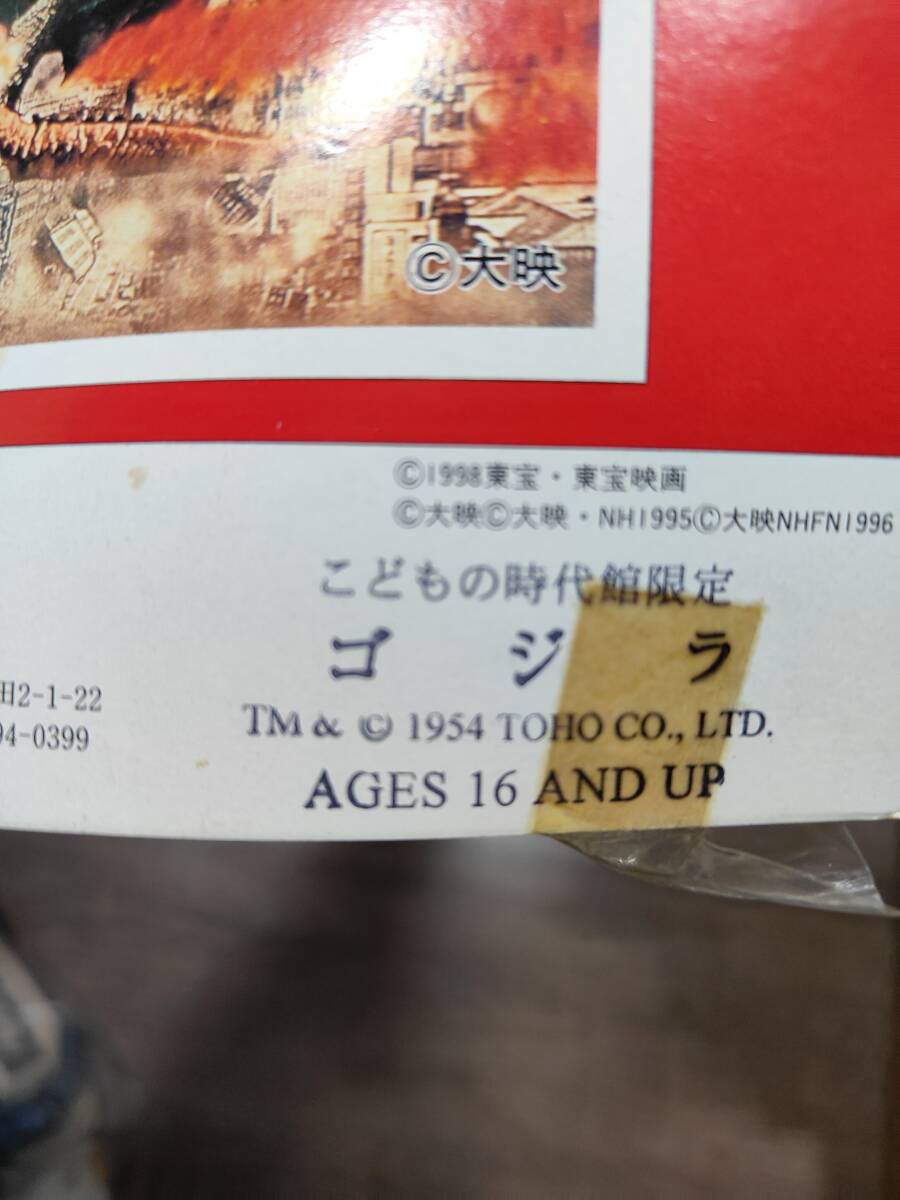 ©大映
©1998東宝・東宝映画
©大映©大映・NH1995©大映NHFN1996
こどもの時代館限定
ゴジラ
田2-1-22
94-0399
TM & © 1954 TOHO CO., LTD.
AGES 16 AND UP